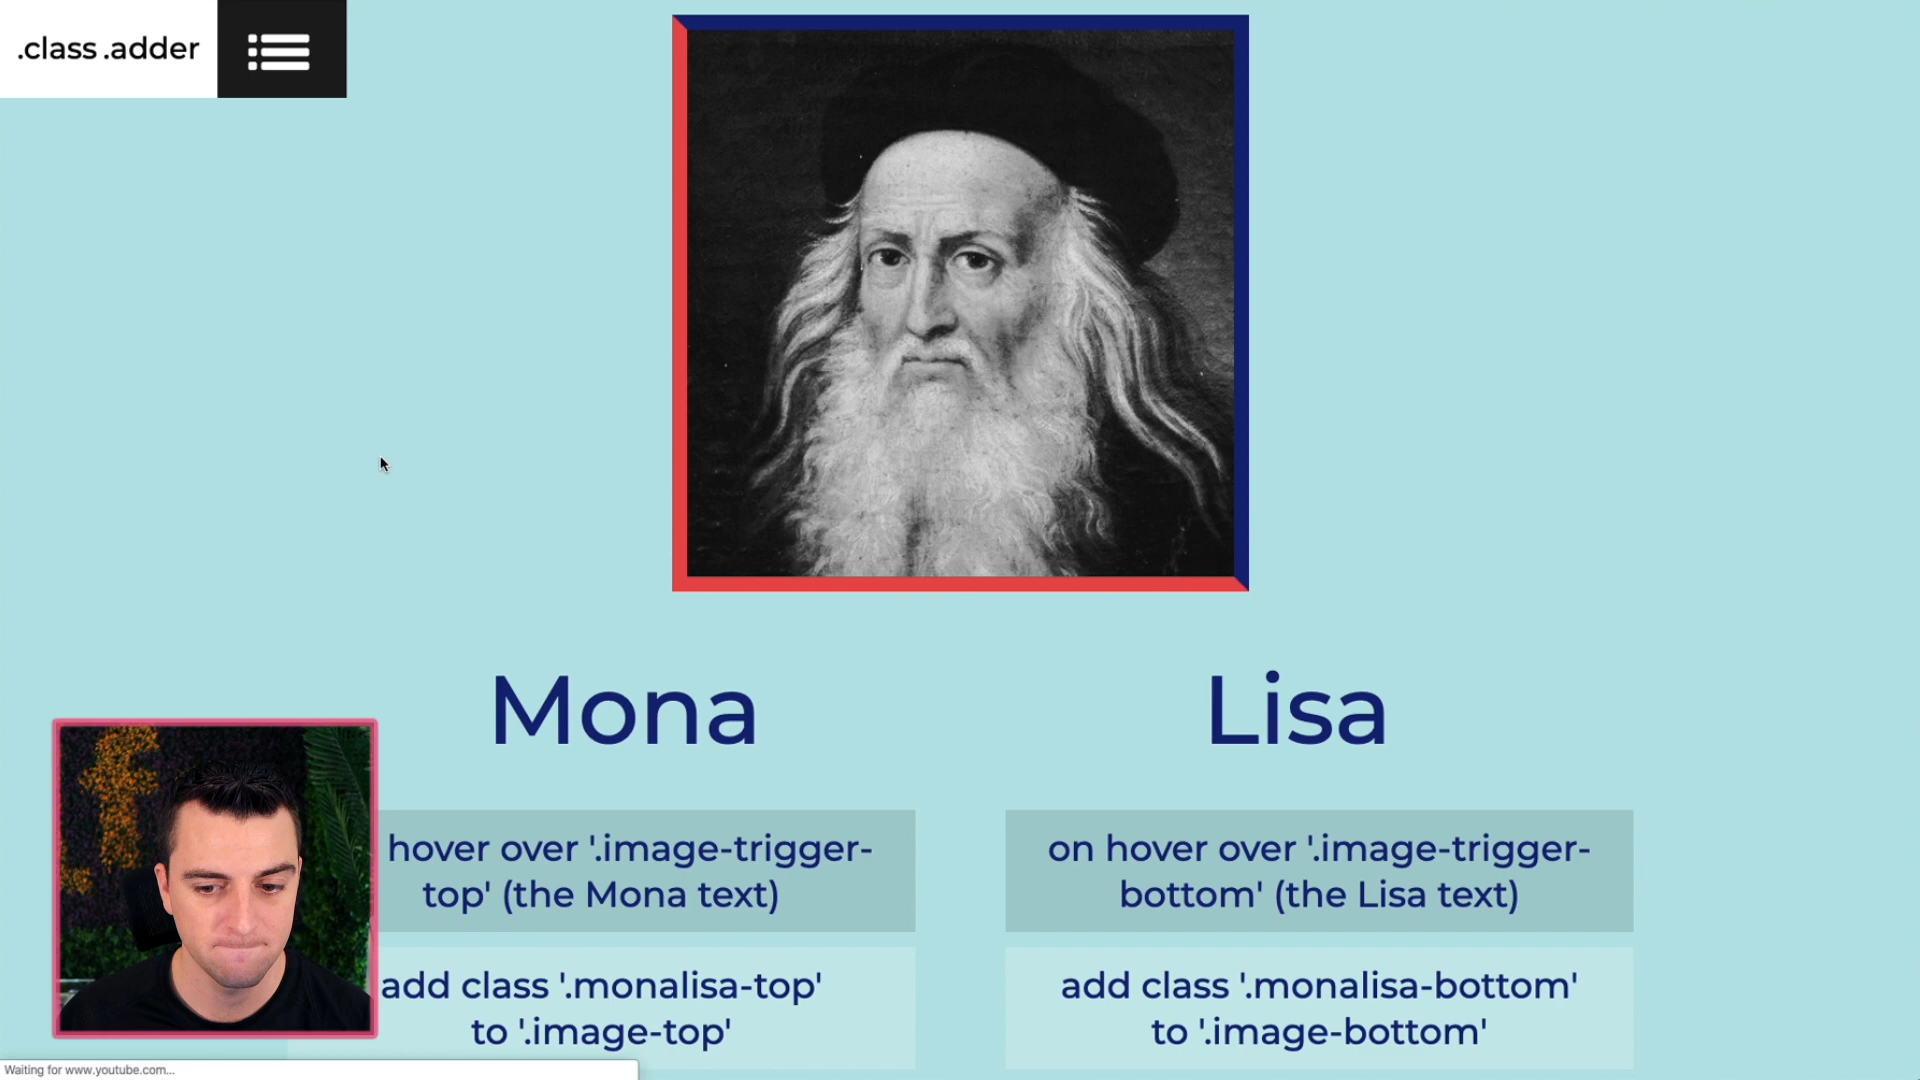 .class .adder
Mona
Lisa
hover over '.image-trigger-
top' (the Mona text)
on hover over '.image-trigger-
bottom' (the Lisa text)
add class '.monalisa-top'
to '.image-top'
add class '.monalisa-bottom'
to '.image-bottom'
Waiting for www.youtube.com...